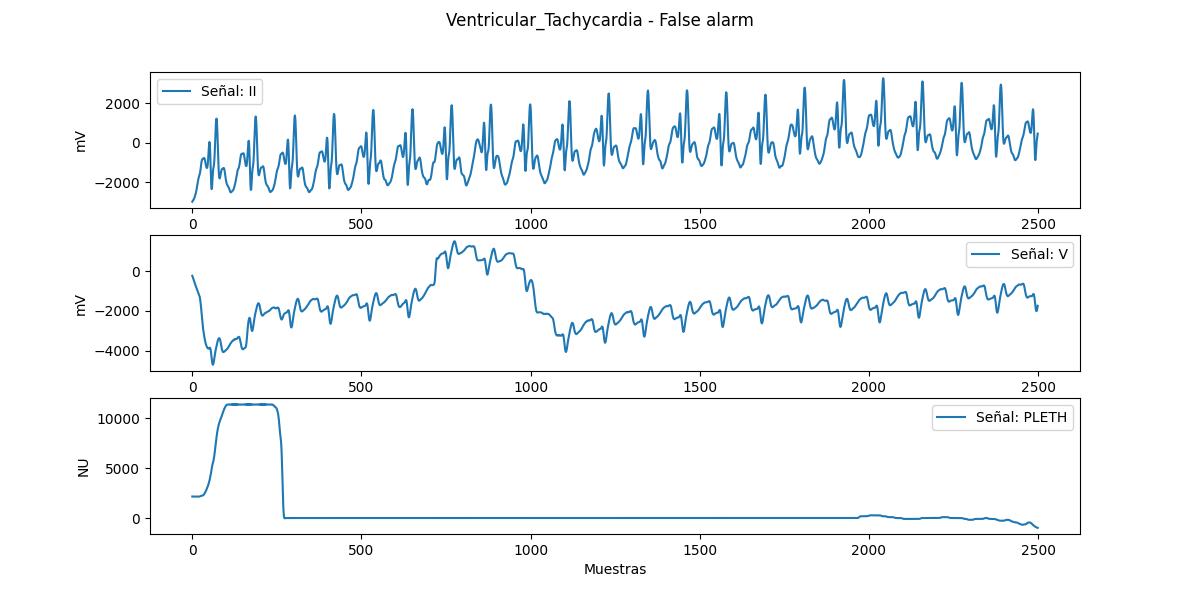 Ventricular_Tachycardia - False alarm
Señal: II
mV
2000
0
−2000
0 500 1000 1500 2000 2500
Señal: V
mV
0
−2000
−4000
0 500 1000 1500 2000 2500
Señal: PLETH
NU
10000
5000
0
0 500 1000 1500 2000 2500
Muestras